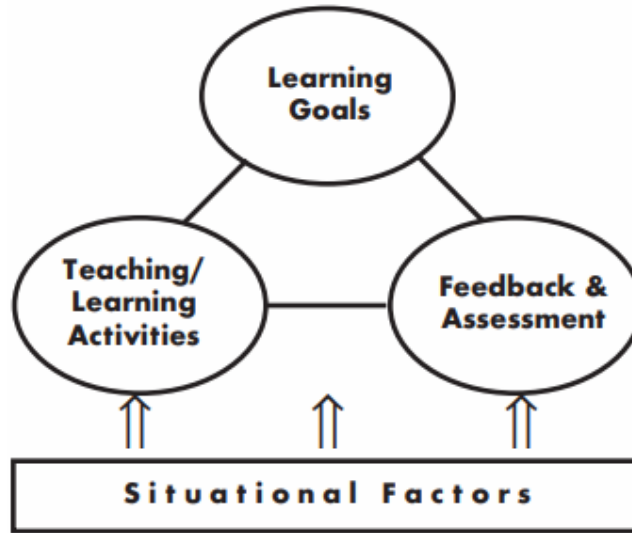 Learning
Goals
Teaching/
Learning
Activities
Feedback &
Assessment
Situational Factors